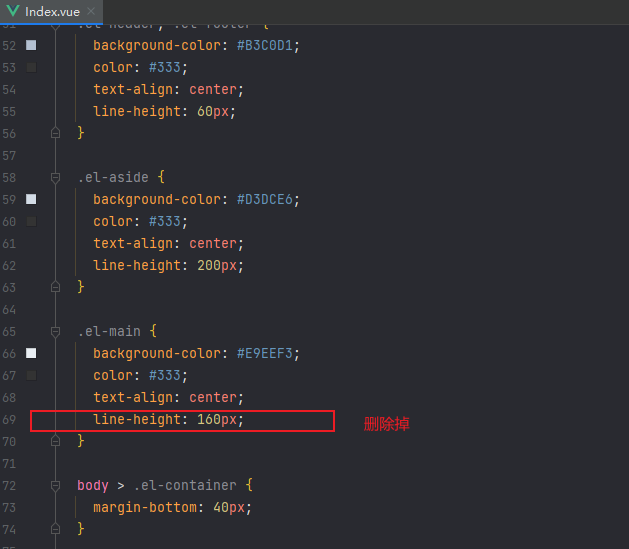 Index.vue
51 .el-header, .el-footer {
52 background-color: #B3C0D1;
53 color: #333;
54 text-align: center;
55 line-height: 60px;
56 }
57
58 .el-aside {
59 background-color: #D3DCE6;
60 color: #333;
61 text-align: center;
62 line-height: 200px;
63 }
64
65 .el-main {
66 background-color: #E9EEF3;
67 color: #333;
68 text-align: center;
69 line-height: 160px; 删除掉
70 }
71
72 body > .el-container {
73 margin-bottom: 40px;
74 }